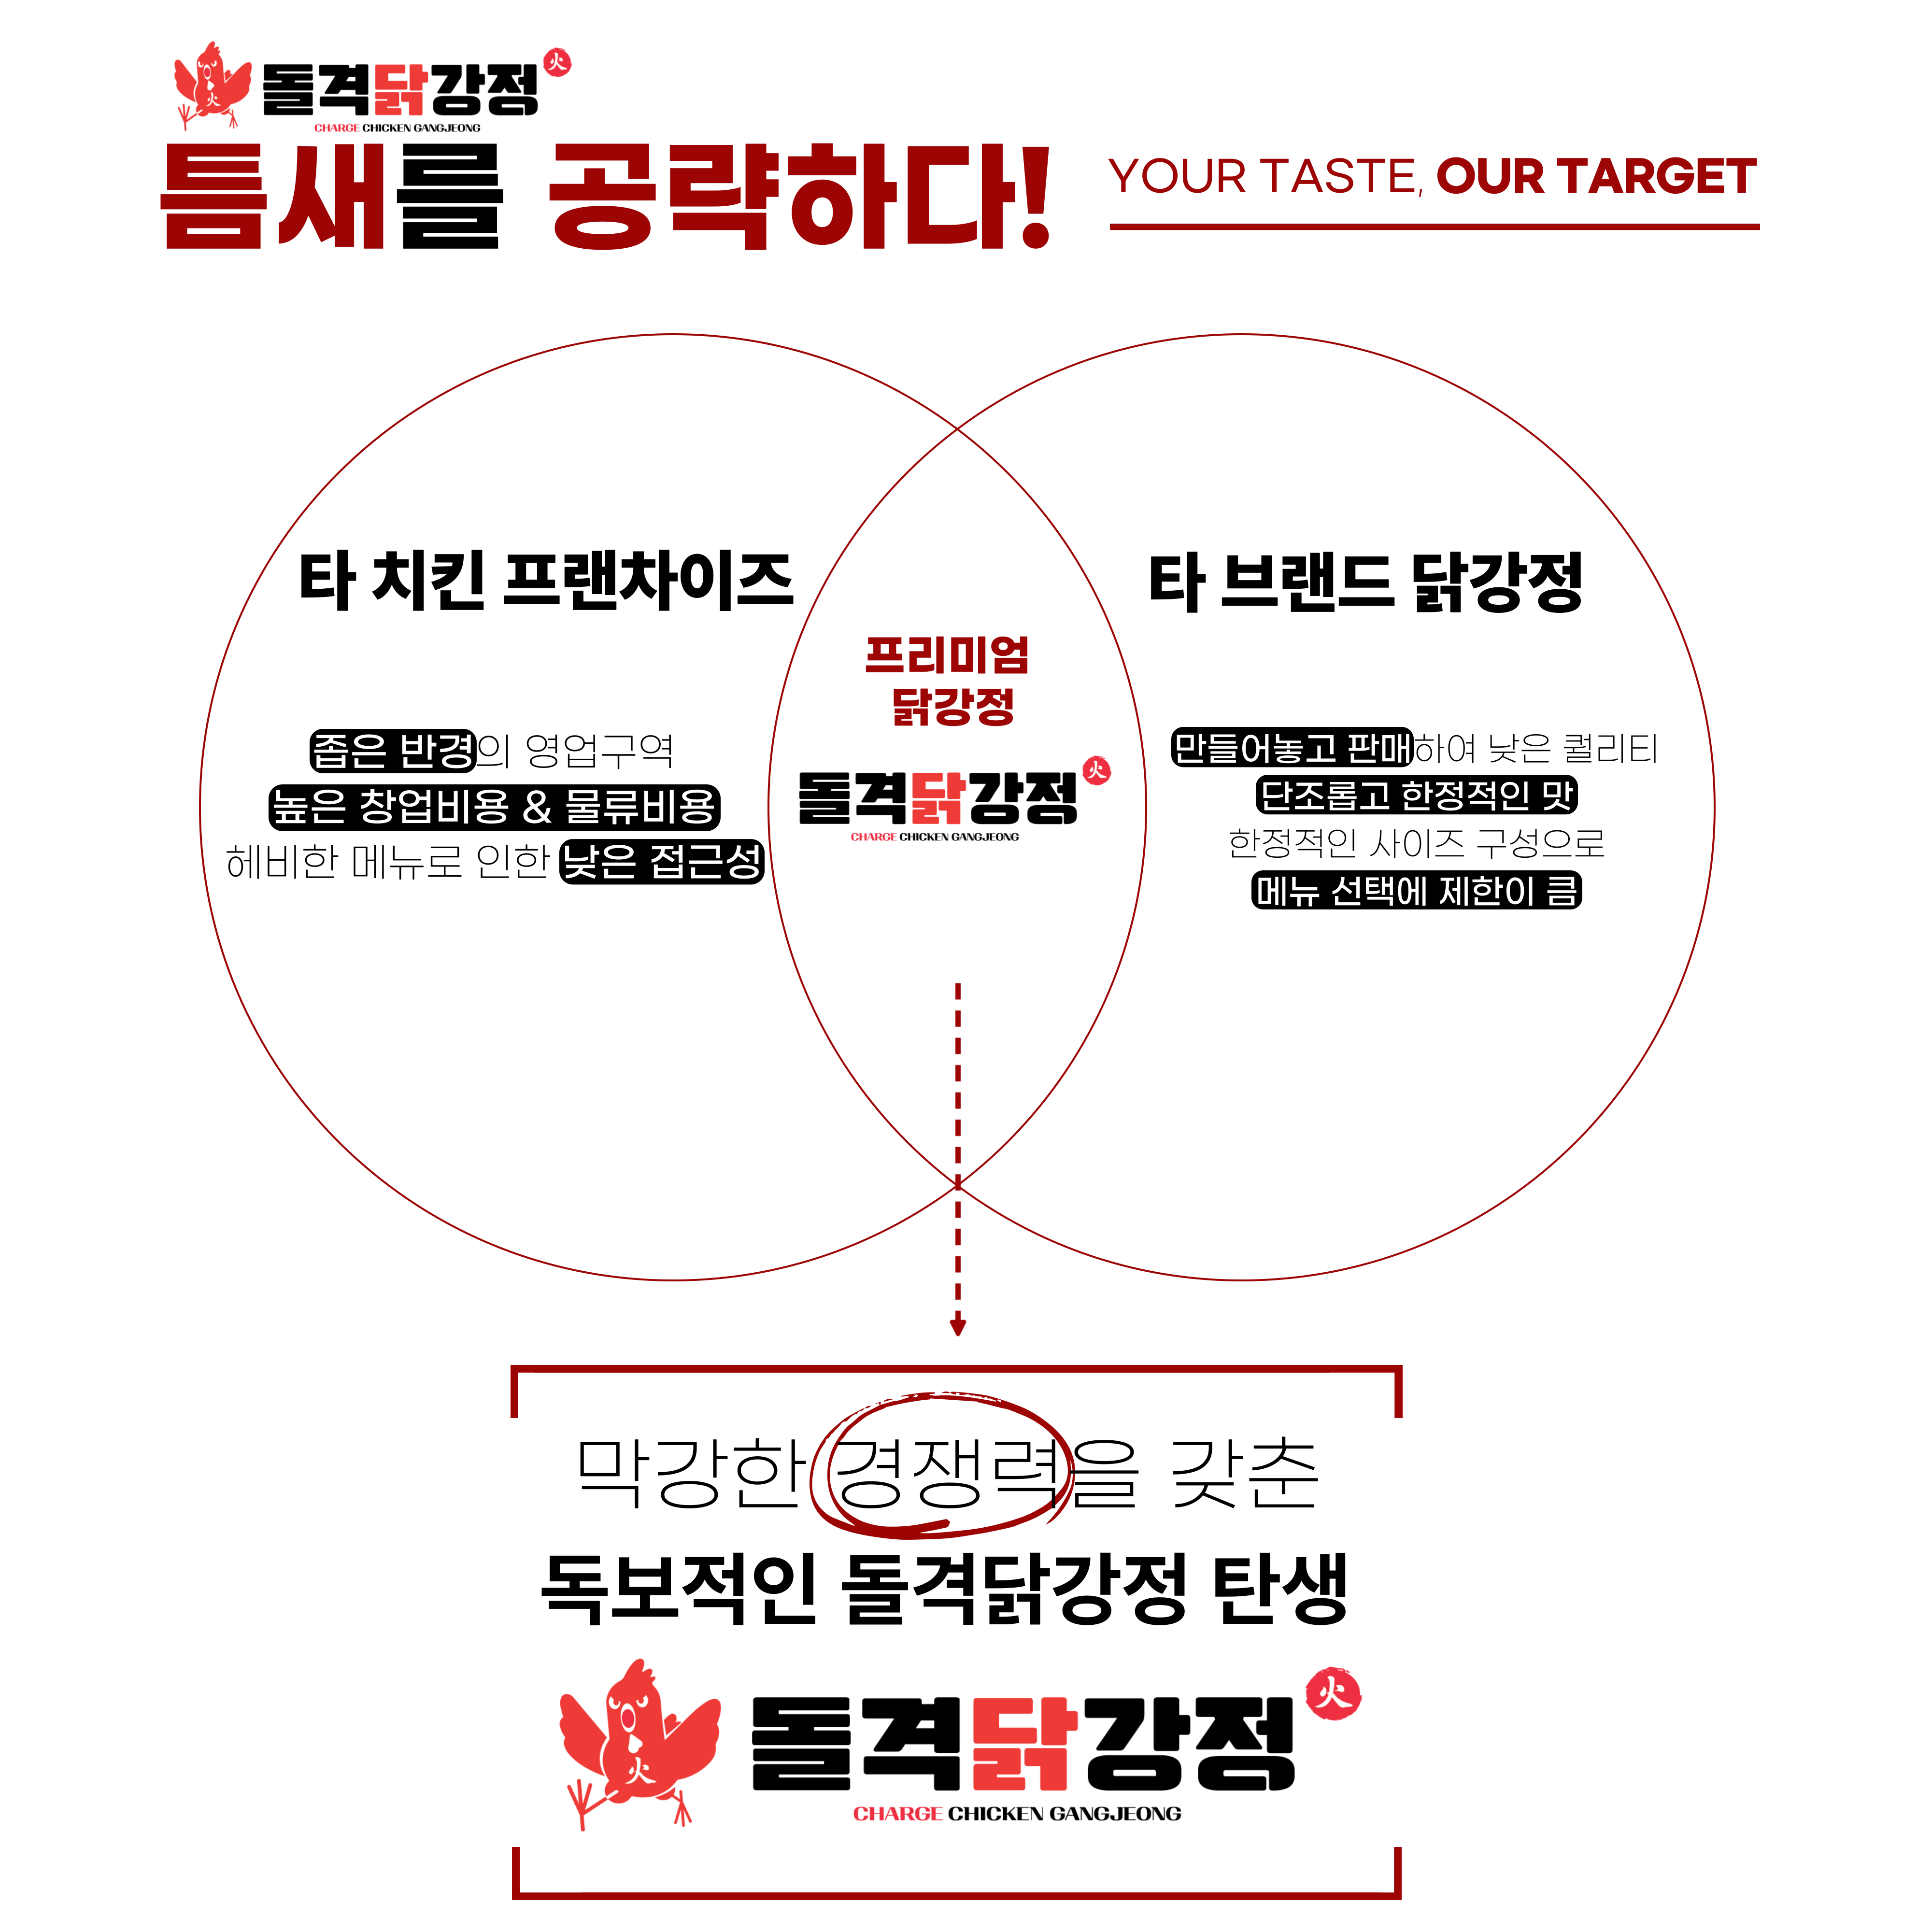 돌격닭강정 火
CHARGE CHICKEN GANGJEONG
틈새를 공략하다!
YOUR TASTE, OUR TARGET
타 치킨 프랜차이즈
좁은 반경의 영업구역
높은 창업비용 & 물류비용
헤비한 메뉴로 인한 낮은 접근성
프리미엄
닭강정
돌격닭강정 火
CHARGE CHICKEN GANGJEONG
타 브랜드 닭강정
만들어놓고 판매하여 낮은 퀄리티
단조롭고 한정적인 맛
한정적인 사이즈 구성으로
메뉴 선택에 제한이 큼
막강한 경쟁력을 갖춘
독보적인 돌격닭강정 탄생
돌격닭강정 火
CHARGE CHICKEN GANGJEONG